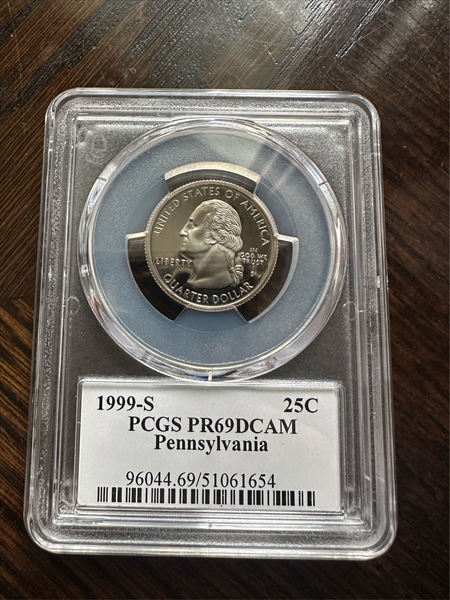 UNITED STATES OF AMERICA
LIBERTY
IN
GOD WE
TRUST
S
QUARTER DOLLAR
1999-S 25C
PCGS PR69DCAM
Pennsylvania
96044.69/51061654